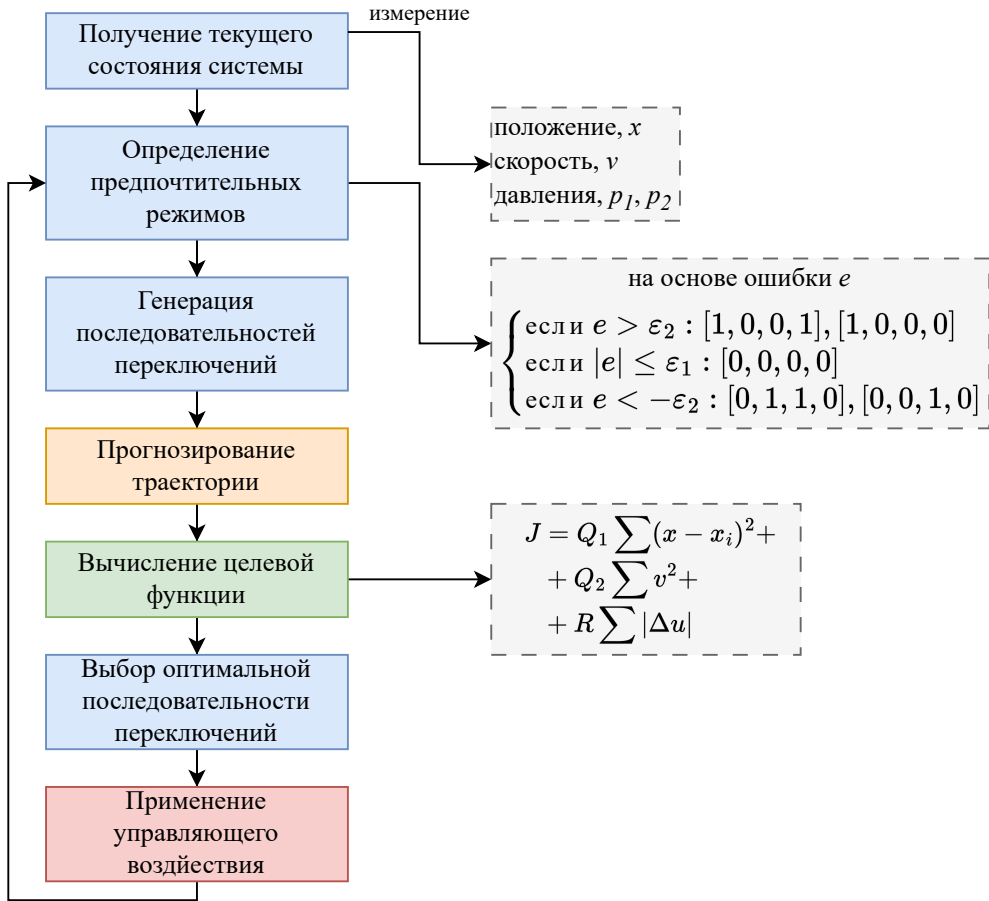 измерение
Получение текущего
состояния системы
положение, x
скорость, v
давления, p₁, p₂
Определение
предпочтительных
режимов
на основе ошибки e
если e > ε₂ : [1, 0, 0, 1], [1, 0, 0, 0]
если |e| ≤ ε₁ : [0, 0, 0, 0]
если e < −ε₂ : [0, 1, 1, 0], [0, 0, 1, 0]
Генерация
последовательностей
переключений
Прогнозирование
траектории
Вычисление целевой
функции
J = Q₁ ∑(x − xᵢ)² +
+ Q₂ ∑ v² +
+ R ∑ |Δu|
Выбор оптимальной
последовательности
переключений
Применение
управляющего
воздйествия